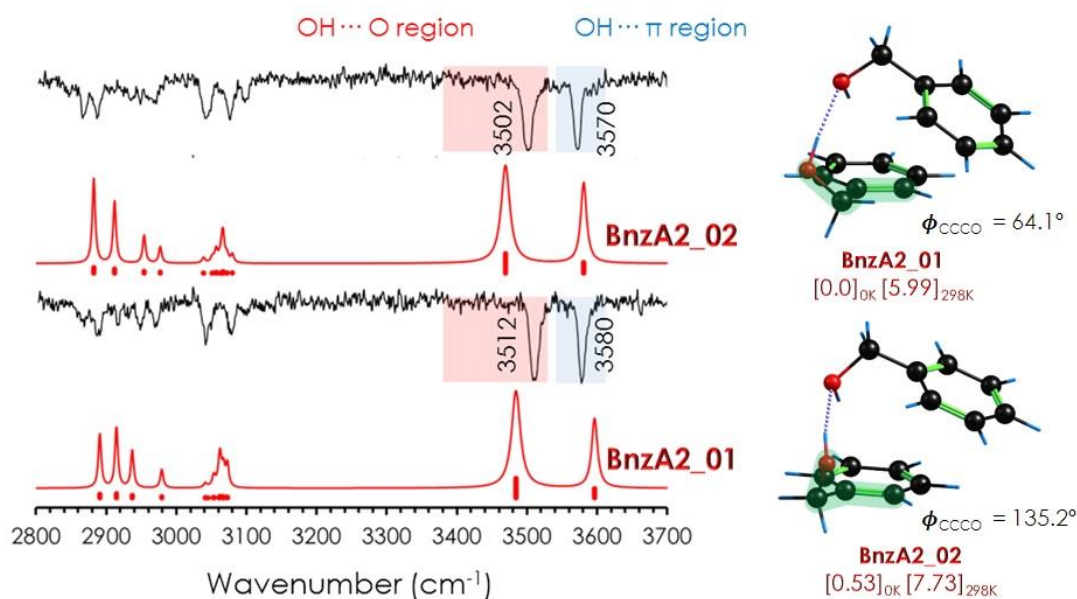 OH··· O region
OH··· π region
3502
3570
BnzA2_02
3512
3580
BnzA2_01
2800 2900 3000 3100 3200 3300 3400 3500 3600 3700
Wavenumber (cm⁻¹)
ϕCCCO = 64.1º
BnzA2_01
[0.0]0K [5.99]298K
ϕCCCO = 135.2º
BnzA2_02
[0.53]0K [7.73]298K